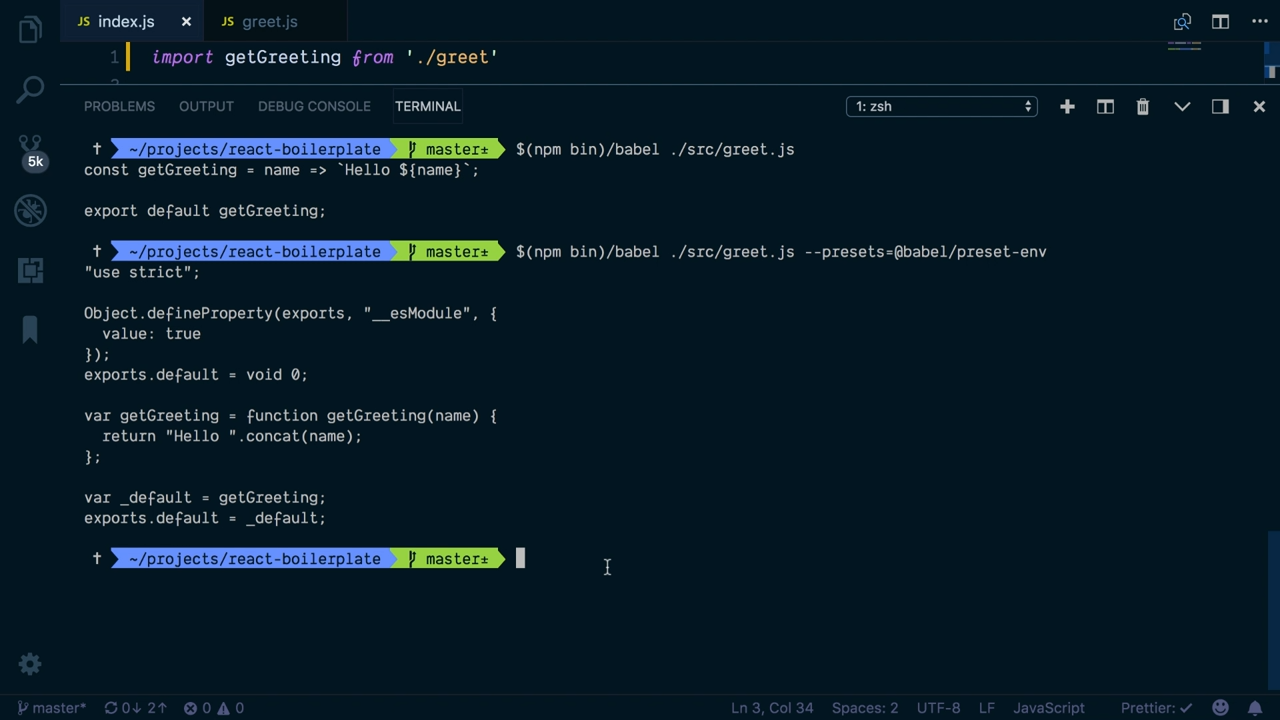 JS index.js × JS greet.js
1 import getGreeting from './greet'
PROBLEMS OUTPUT DEBUG CONSOLE TERMINAL 1: zsh
5k
† ~/projects/react-boilerplate master± $(npm bin)/babel ./src/greet.js
const getGreeting = name => `Hello ${name}`;
export default getGreeting;
† ~/projects/react-boilerplate master± $(npm bin)/babel ./src/greet.js --presets=@babel/preset-env
"use strict";
Object.defineProperty(exports, "__esModule", {
  value: true
});
exports.default = void 0;
var getGreeting = function getGreeting(name) {
  return "Hello ".concat(name);
};
var _default = getGreeting;
exports.default = _default;
† ~/projects/react-boilerplate master±
master* 0↓ 2↑ 0 0 Ln 3, Col 34 Spaces: 2 UTF-8 LF JavaScript Prettier: ✓